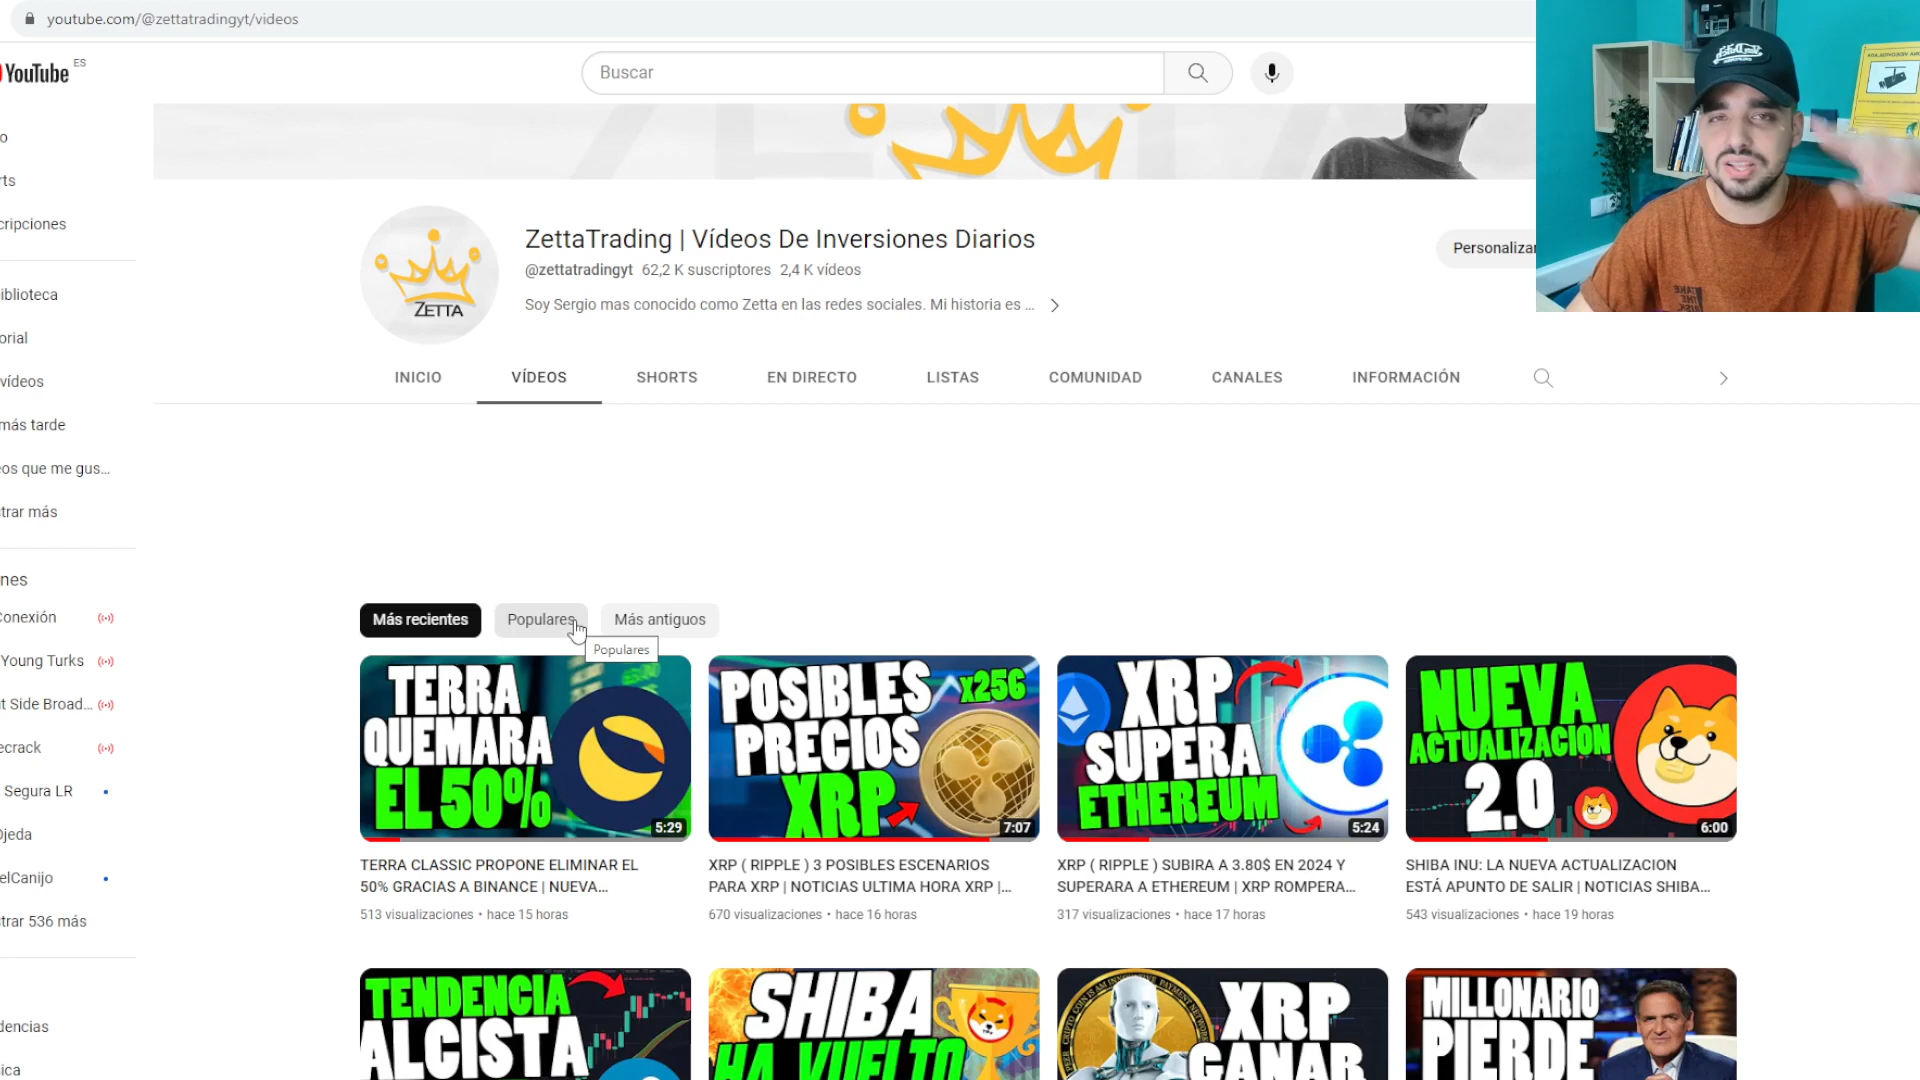 youtube.com/@zettatradingyt/videos
YouTube
ES
Buscar
o
rts
cripciones
iblioteca
orial
vídeos
más tarde
eos que me gus...
trar más
nes
Conexión
Young Turks
t Side Broad...
ecrack
Segura LR
Ojeda
elCanijo
trar 536 más
dencias
ica
ZETTA
ZettaTrading | Vídeos De Inversiones Diarios
@zettatradingyt 62,2 K suscriptores 2,4 K vídeos
Soy Sergio mas conocido como Zetta en las redes sociales. Mi historia es ...
Personalizar
INICIO
VÍDEOS
SHORTS
EN DIRECTO
LISTAS
COMUNIDAD
CANALES
INFORMACIÓN
Más recientes
Populares
Más antiguos
Populares
TERRA
QUEMARA
EL 50%
5:29
TERRA CLASSIC PROPONE ELIMINAR EL
50% GRACIAS A BINANCE | NUEVA...
513 visualizaciones • hace 15 horas
POSIBLES
x256
PRECIOS
XRP
7:07
XRP ( RIPPLE ) 3 POSIBLES ESCENARIOS
PARA XRP | NOTICIAS ULTIMA HORA XRP |...
670 visualizaciones • hace 16 horas
XRP
SUPERA
ETHEREUM
5:24
XRP ( RIPPLE ) SUBIRA A 3.80$ EN 2024 Y
SUPERARA A ETHEREUM | XRP ROMPERA...
317 visualizaciones • hace 17 horas
NUEVA
ACTUALIZACION
2.0
6:00
SHIBA INU: LA NUEVA ACTUALIZACION
ESTÁ APUNTO DE SALIR | NOTICIAS SHIBA...
543 visualizaciones • hace 19 horas
TENDENCIA
ALCISTA
SHIBA
HA VUELTO
XRP
GANAR
MILLONARIO
PIERDE